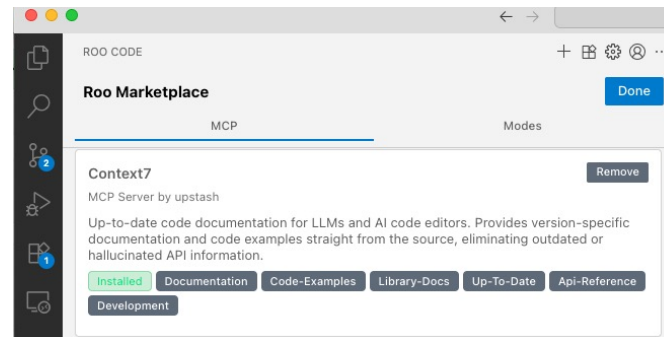 ROO CODE
Roo Marketplace
Done
MCP
Modes
Context7
Remove
MCP Server by upstash
Up-to-date code documentation for LLMs and AI code editors. Provides version-specific
documentation and code examples straight from the source, eliminating outdated or
hallucinated API information.
Installed Documentation Code-Examples Library-Docs Up-To-Date Api-Reference
Development
2
1